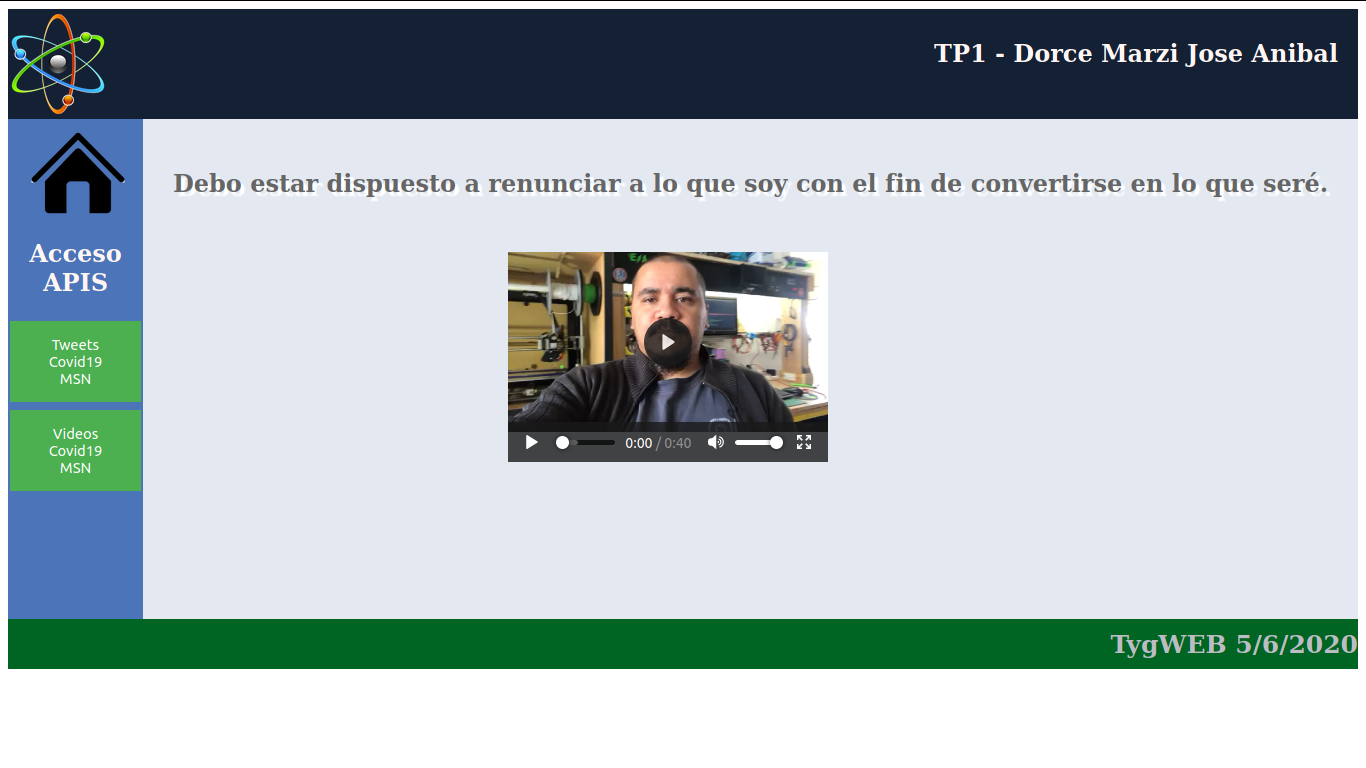 TP1 - Dorce Marzi Jose Anibal
Acceso
APIS
Tweets
Covid19
MSN
Videos
Covid19
MSN
Debo estar dispuesto a renunciar a lo que soy con el fin de convertirse en lo que seré.
0:00 / 0:40
TygWEB 5/6/2020